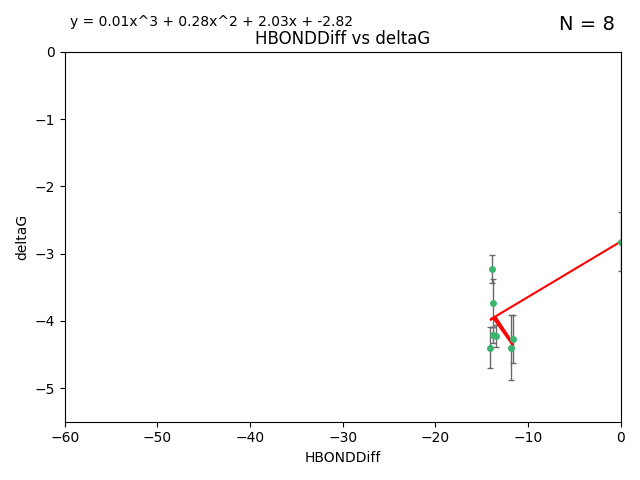 y = 0.01x^3 + 0.28x^2 + 2.03x + -2.82
N = 8
HBONDDiff vs deltaG
0
−1
−2
−3
−4
−5
deltaG
−60
−50
−40
−30
−20
−10
0
HBONDDiff